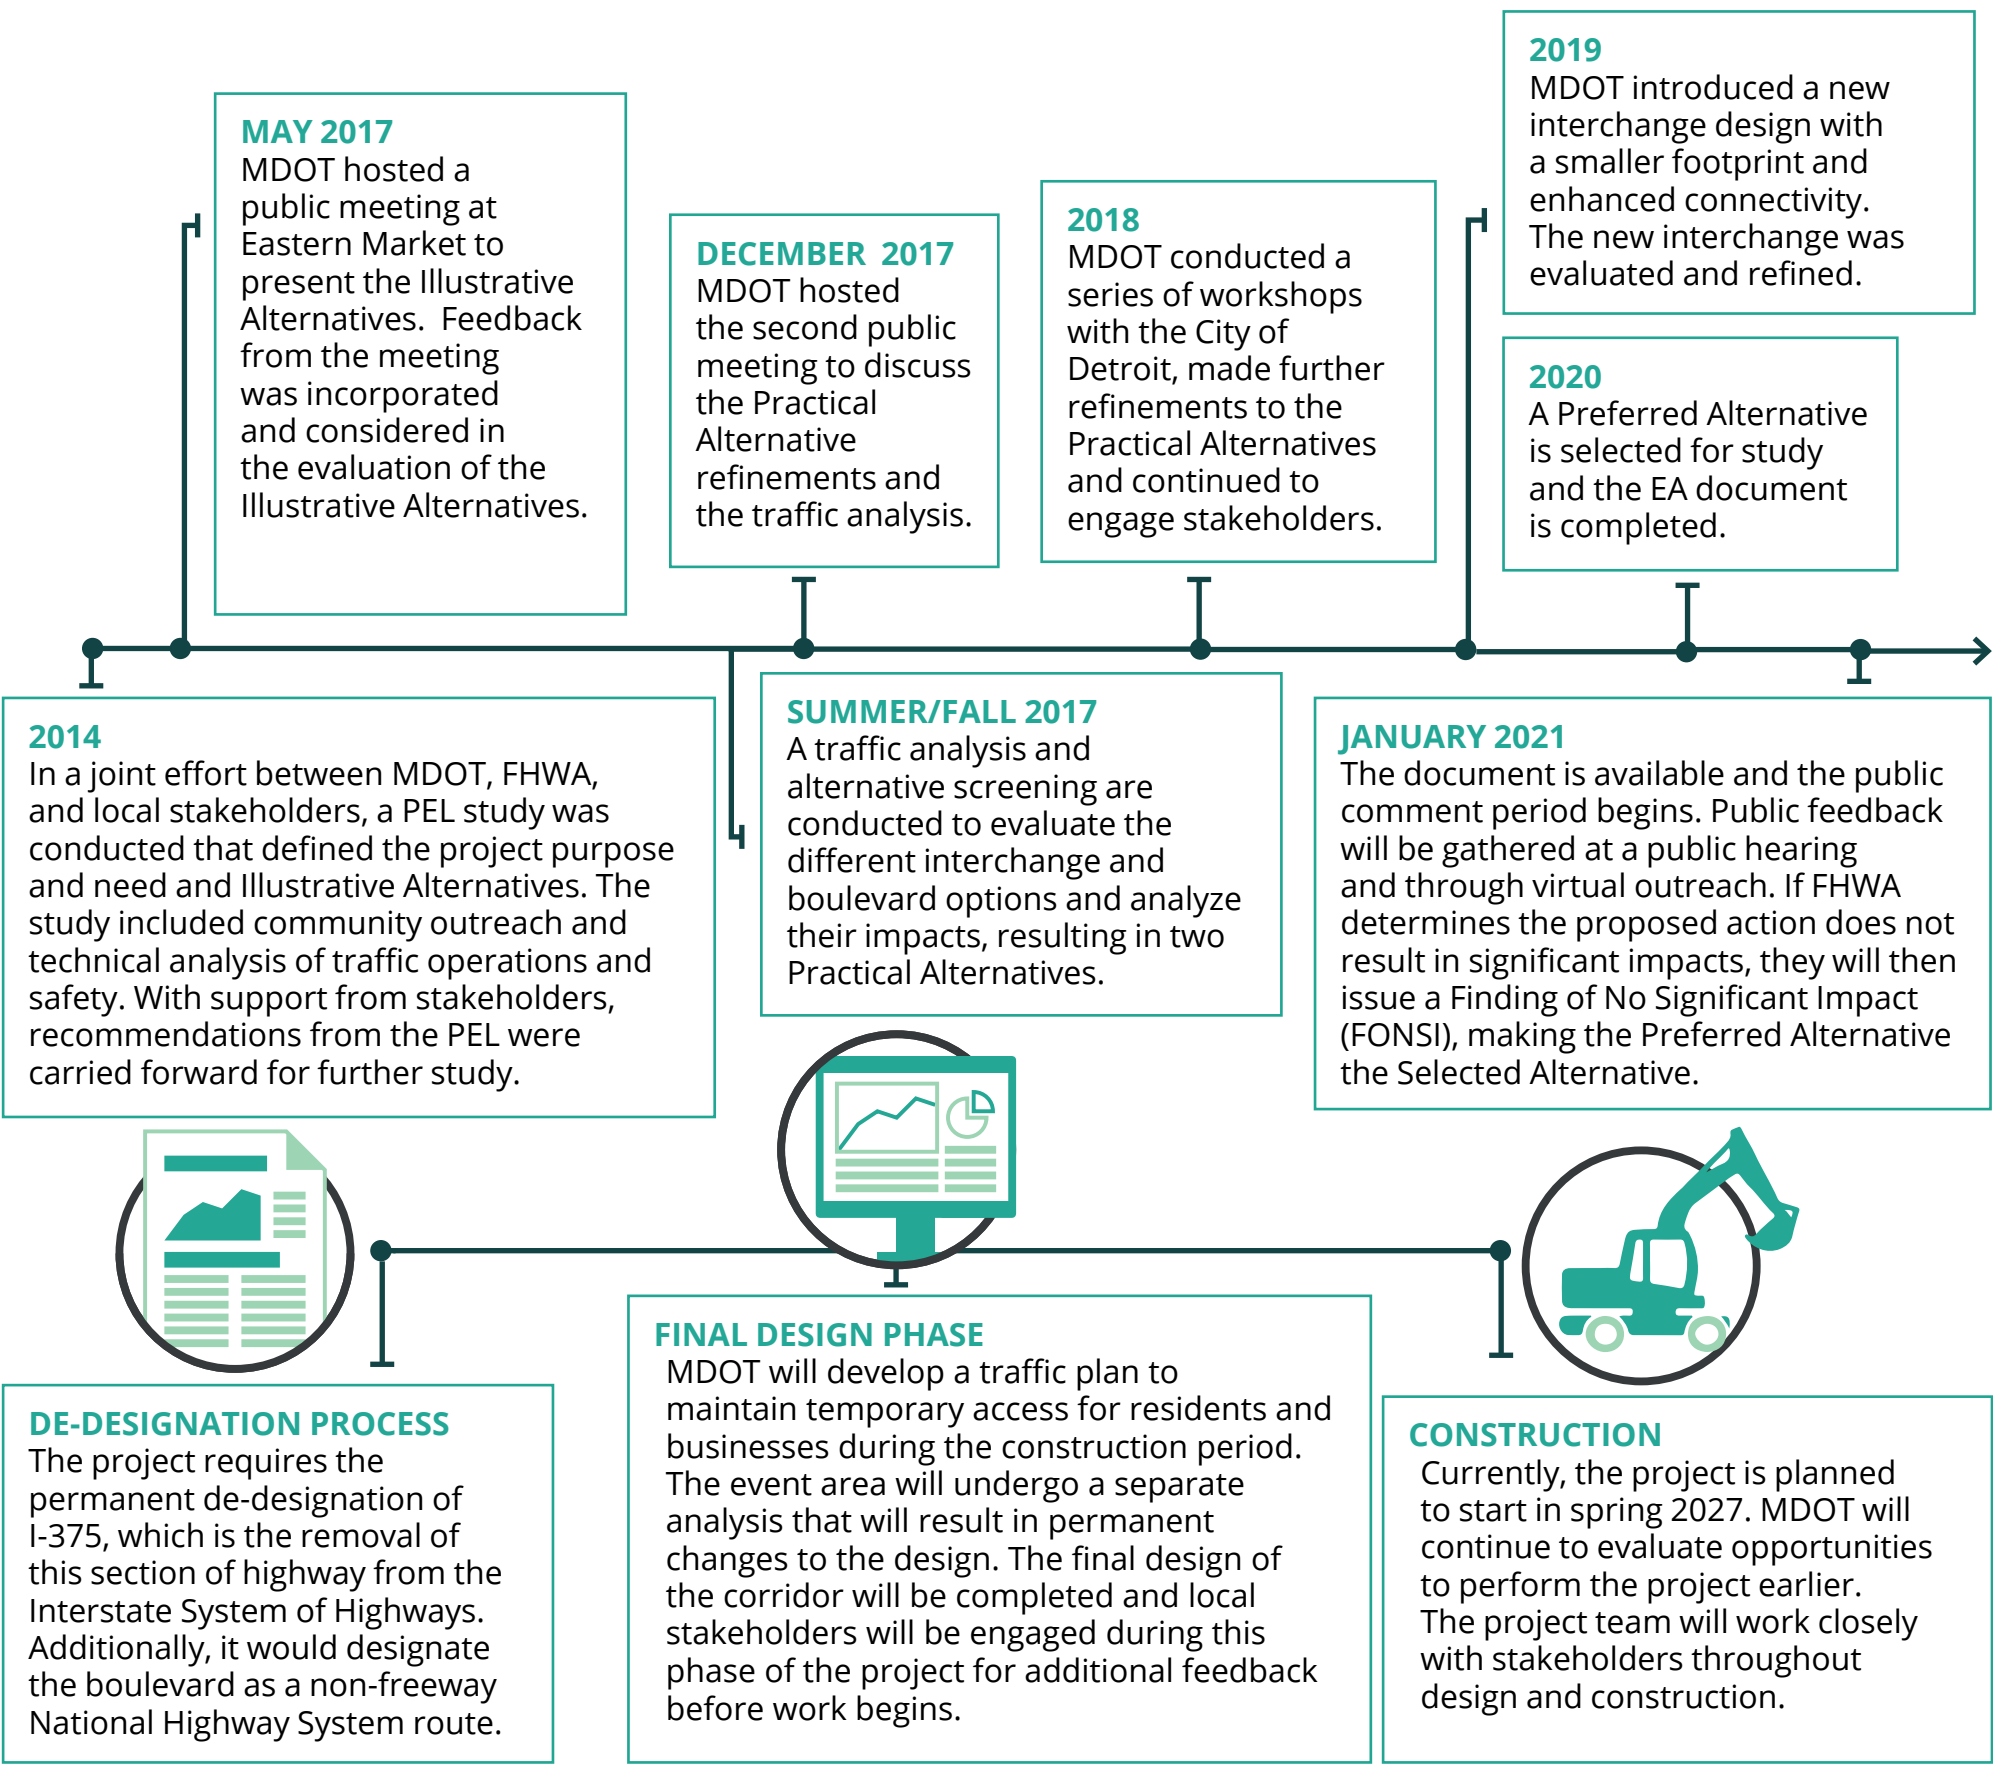 2014
In a joint effort between MDOT, FHWA,
and local stakeholders, a PEL study was
conducted that defined the project purpose
and need and Illustrative Alternatives. The
study included community outreach and
technical analysis of traffic operations and
safety. With support from stakeholders,
recommendations from the PEL were
carried forward for further study.
MAY 2017
MDOT hosted a
public meeting at
Eastern Market to
present the Illustrative
Alternatives.  Feedback
from the meeting
was incorporated
and considered in
the evaluation of the
Illustrative Alternatives.
SUMMER/FALL 2017
A traffic analysis and
alternative screening are
conducted to evaluate the
different interchange and
boulevard options and analyze
their impacts, resulting in two
Practical Alternatives.
DECEMBER  2017
MDOT hosted
the second public
meeting to discuss
the Practical
Alternative
refinements and
the traffic analysis.
2018
MDOT conducted a
series of workshops
with the City of
Detroit, made further
refinements to the
Practical Alternatives
and continued to
engage stakeholders.
2019
MDOT introduced a new
interchange design with
a smaller footprint and
enhanced connectivity.
The new interchange was
evaluated and refined.
2020
A Preferred Alternative
is selected for study
and the EA document
is completed.
JANUARY 2021
The document is available and the public
comment period begins. Public feedback
will be gathered at a public hearing
and through virtual outreach. If FHWA
determines the proposed action does not
result in significant impacts, they will then
issue a Finding of No Significant Impact
(FONSI), making the Preferred Alternative
the Selected Alternative.
DE-DESIGNATION PROCESS
The project requires the
permanent de-designation of
I-375, which is the removal of
this section of highway from the
Interstate System of Highways.
Additionally, it would designate
the boulevard as a non-freeway
National Highway System route.
FINAL DESIGN PHASE
MDOT will develop a traffic plan to
maintain temporary access for residents and
businesses during the construction period.
The event area will undergo a separate
analysis that will result in permanent
changes to the design. The final design of
the corridor will be completed and local
stakeholders will be engaged during this
phase of the project for additional feedback
before work begins.
CONSTRUCTION
Currently, the project is planned
to start in spring 2027. MDOT will
continue to evaluate opportunities
to perform the project earlier.
The project team will work closely
with stakeholders throughout
design and construction.